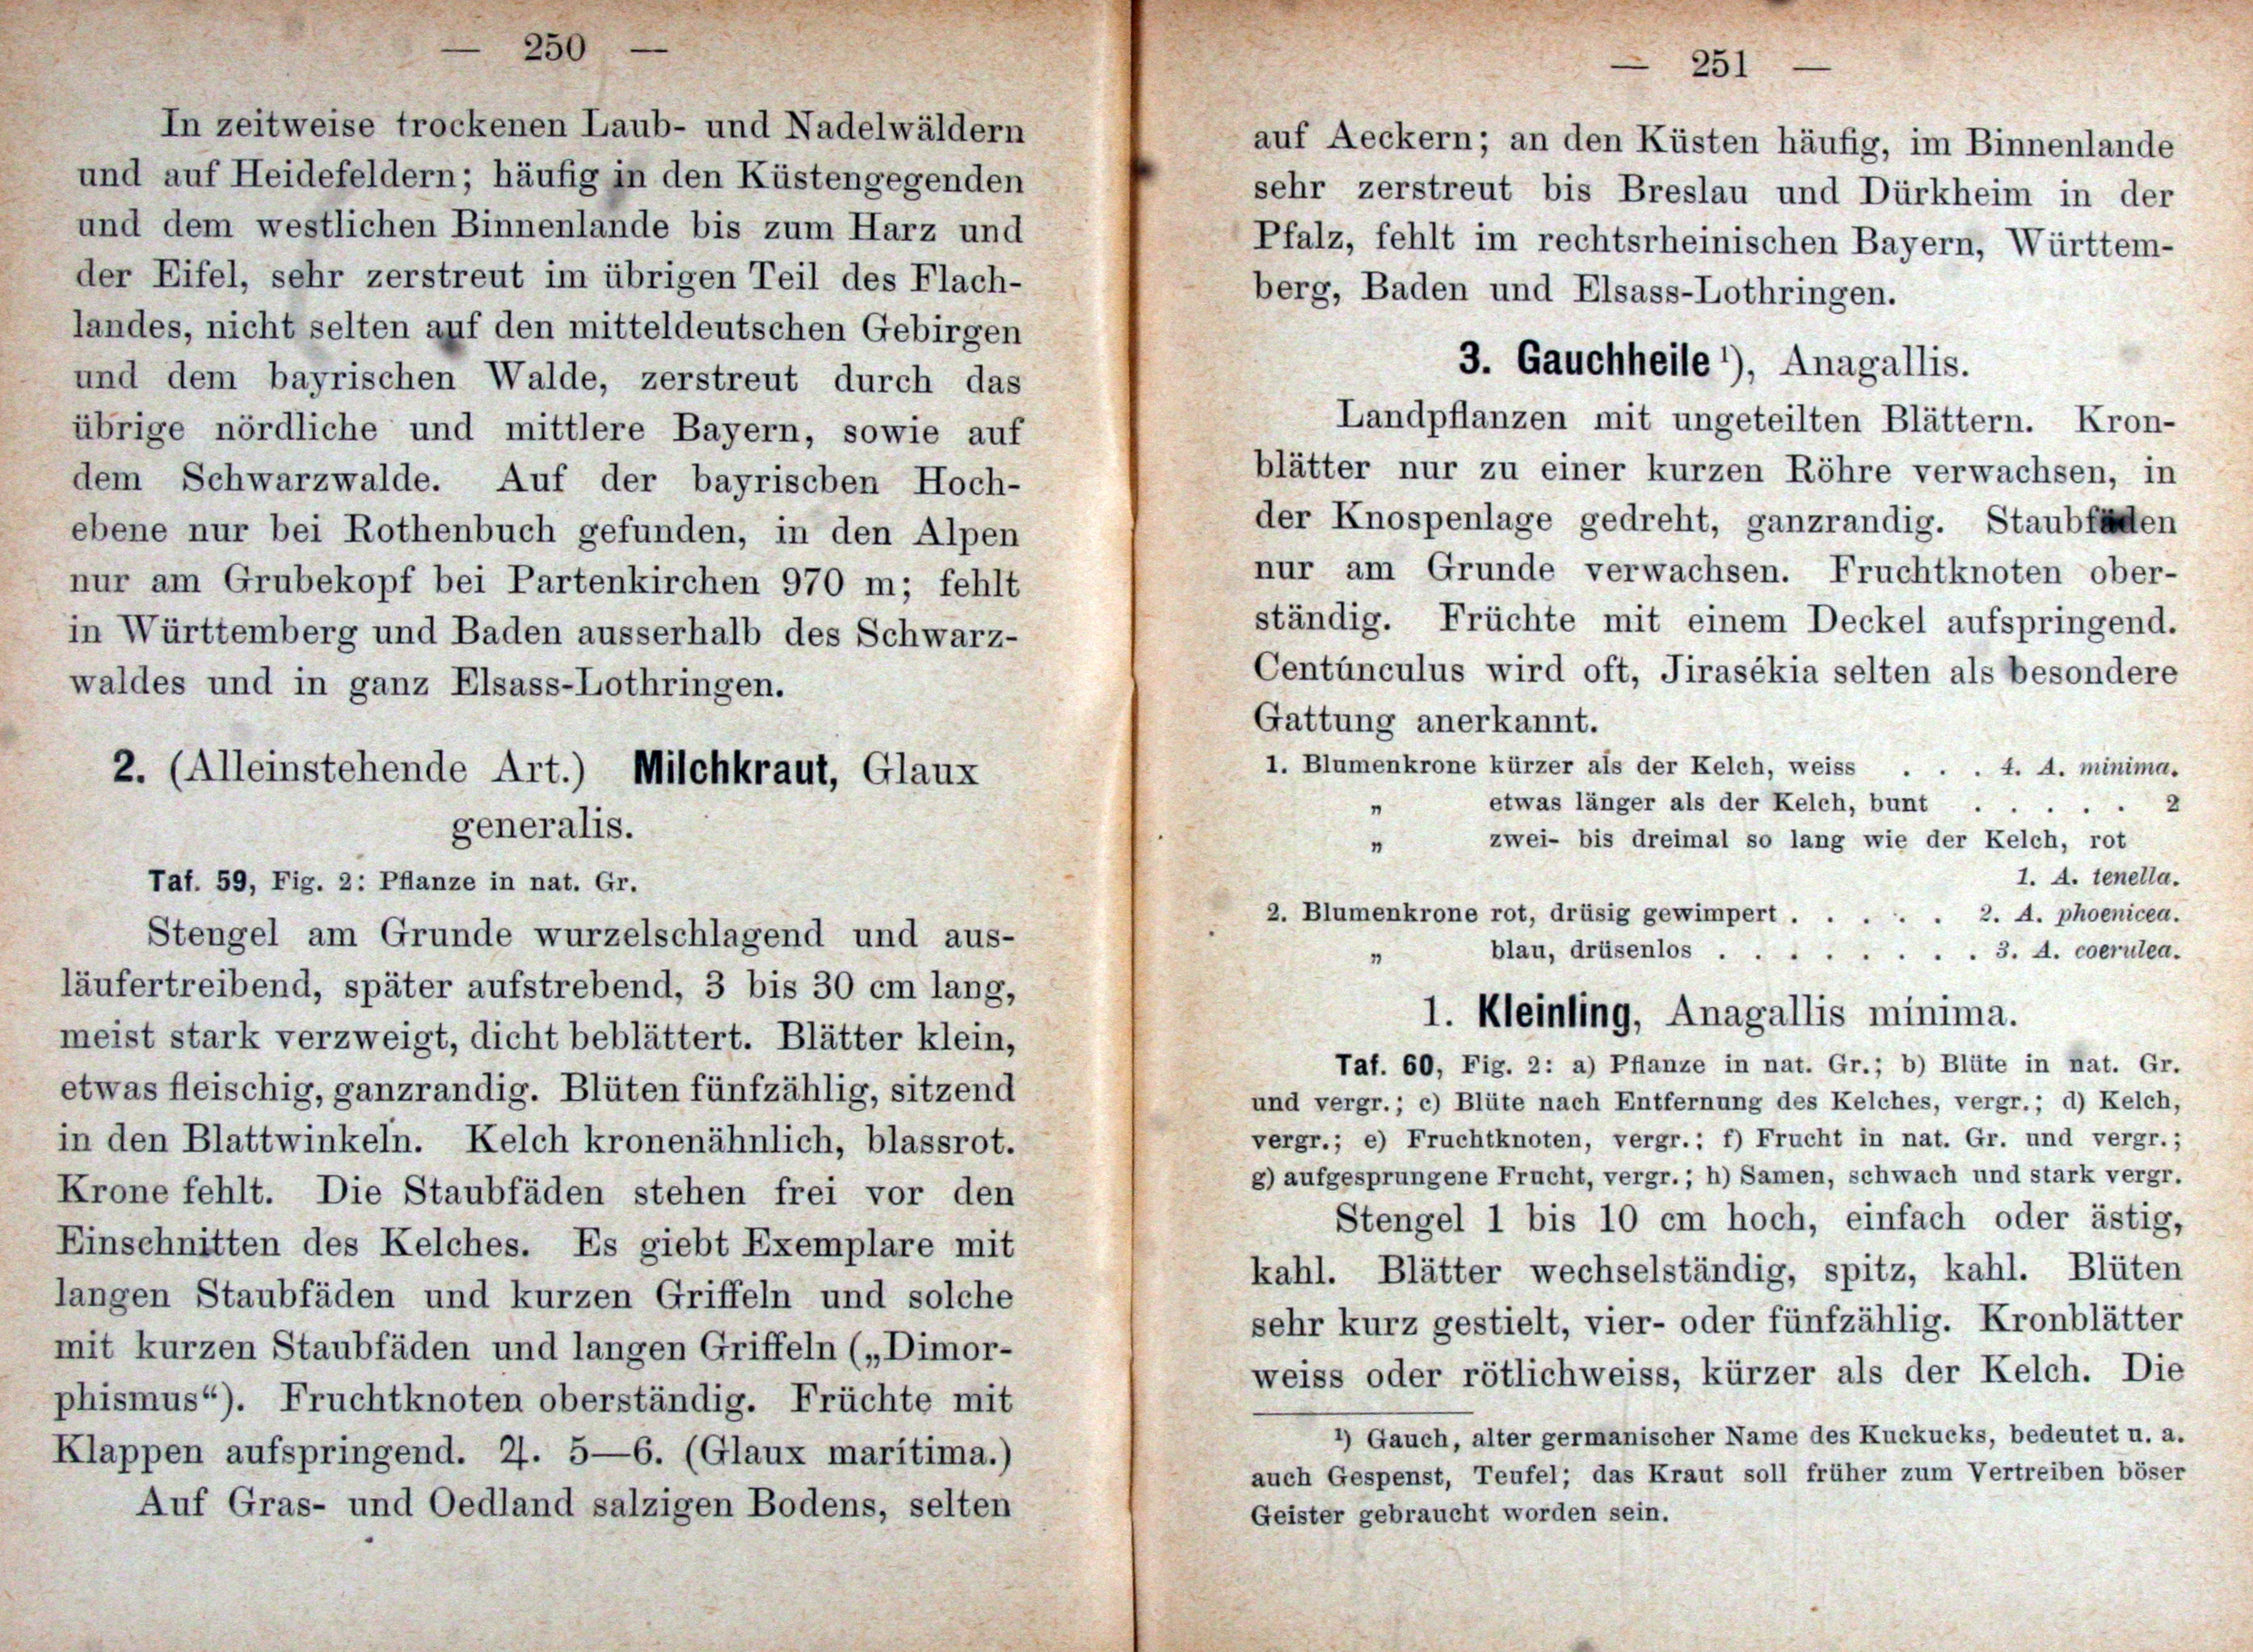 — 250 —
In zeitweise trockenen Laub- und Nadelwäldern
und auf Heidefeldern; häufig in den Küstengegenden
und dem westlichen Binnenlande bis zum Harz und
der Eifel, sehr zerstreut im übrigen Teil des Flach-
landes, nicht selten auf den mitteldeutschen Gebirgen
und dem bayrischen Walde, zerstreut durch das
übrige nördliche und mittlere Bayern, sowie auf
dem Schwarzwalde. Auf der bayriscben Hoch-
ebene nur bei Rothenbuch gefunden, in den Alpen
nur am Grubekopf bei Partenkirchen 970 m; fehlt
in Württemberg und Baden ausserhalb des Schwarz-
waldes und in ganz Elsass-Lothringen.
2. (Alleinstehende Art.) Milchkraut, Glaux
generalis.
Taf. 59, Fig. 2: Pflanze in nat. Gr.
Stengel am Grunde wurzelschlagend und aus-
läufertreibend, später aufstrebend, 3 bis 30 cm lang,
meist stark verzweigt, dicht beblättert. Blätter klein,
etwas fleischig, ganzrandig. Blüten fünfzählig, sitzend
in den Blattwinkeln. Kelch kronenähnlich, blassrot.
Krone fehlt. Die Staubfäden stehen frei vor den
Einschnitten des Kelches. Es giebt Exemplare mit
langen Staubfäden und kurzen Griffeln und solche
mit kurzen Staubfäden und langen Griffeln („Dimor-
phismus“). Fruchtknoten oberständig. Früchte mit
Klappen aufspringend. ♃. 5—6. (Glaux marítima.)
Auf Gras- und Oedland salzigen Bodens, selten
— 251 —
auf Aeckern; an den Küsten häufig, im Binnenlande
sehr zerstreut bis Breslau und Dürkheim in der
Pfalz, fehlt im rechtsrheinischen Bayern, Württem-
berg, Baden und Elsass-Lothringen.
3. Gauchheile¹), Anagallis.
Landpflanzen mit ungeteilten Blättern. Kron-
blätter nur zu einer kurzen Röhre verwachsen, in
der Knospenlage gedreht, ganzrandig. Staubfäden
nur am Grunde verwachsen. Fruchtknoten ober-
ständig. Früchte mit einem Deckel aufspringend.
Centúnculus wird oft, Jirasékia selten als besondere
Gattung anerkannt.
1. Blumenkrone kürzer als der Kelch, weiss . . . 4. A. minima.
„ etwas länger als der Kelch, bunt . . . . . 2
„ zwei- bis dreimal so lang wie der Kelch, rot
1. A. tenella.
2. Blumenkrone rot, drüsig gewimpert . . . . . 2. A. phoenicea.
„ blau, drüsenlos . . . . . . . . 3. A. coerulea.
1. Kleinling, Anagallis minima.
Taf. 60, Fig. 2: a) Pflanze in nat. Gr.; b) Blüte in nat. Gr.
und vergr.; c) Blüte nach Entfernung des Kelches, vergr.; d) Kelch,
vergr.; e) Fruchtknoten, vergr.; f) Frucht in nat. Gr. und vergr.;
g) aufgesprungene Frucht, vergr.; h) Samen, schwach und stark vergr.
Stengel 1 bis 10 cm hoch, einfach oder ästig,
kahl. Blätter wechselständig, spitz, kahl. Blüten
sehr kurz gestielt, vier- oder fünfzählig. Kronblätter
weiss oder rötlichweiss, kürzer als der Kelch. Die
¹) Gauch, alter germanischer Name des Kuckucks, bedeutet u. a.
auch Gespenst, Teufel; das Kraut soll früher zum Vertreiben böser
Geister gebraucht worden sein.